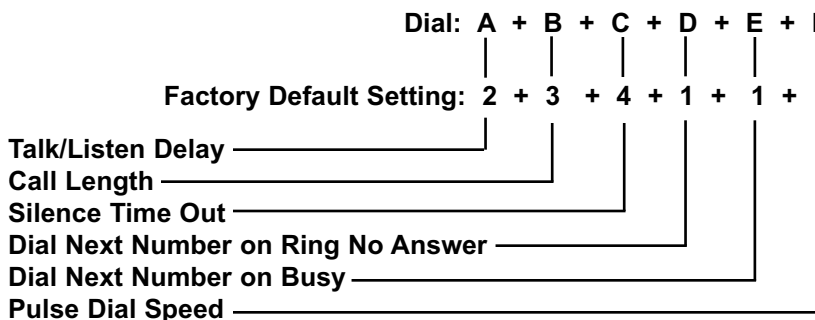 Dial: A + B + C + D + E +
Factory Default Setting: 2 + 3 + 4 + 1 + 1 +
Talk/Listen Delay
Call Length
Silence Time Out
Dial Next Number on Ring No Answer
Dial Next Number on Busy
Pulse Dial Speed